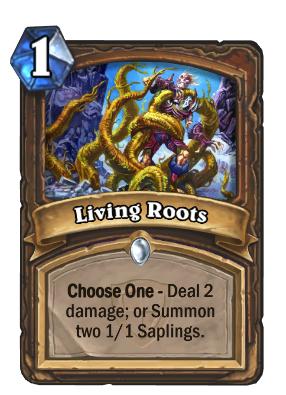 1
Living Roots
Choose One - Deal 2
damage; or Summon
two 1/1 Saplings.